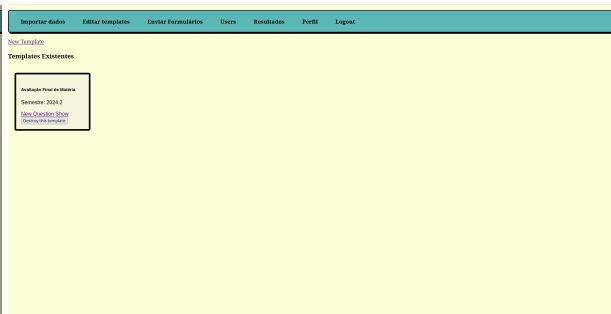 Importar dados Editar templates Enviar Formulários Users Resultados Perfil Logout
New Template
Templates Existentes
Avaliação Final de Matéria
Semestre: 2024.2
New Question Show
Destroy this template